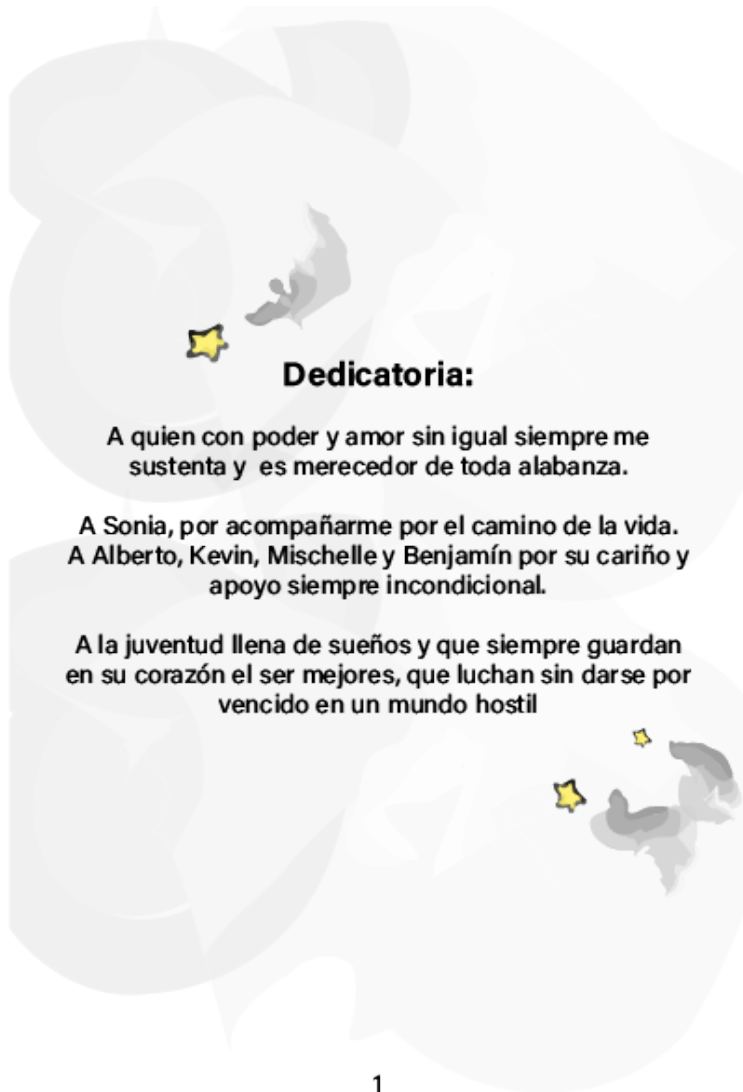 Dedicatoria:
A quien con poder y amor sin igual siempre me
sustenta y es merecedor de toda alabanza.
A Sonia, por acompañarme por el camino de la vida.
A Alberto, Kevin, Mischelle y Benjamín por su cariño y
apoyo siempre incondicional.
A la juventud llena de sueños y que siempre guardan
en su corazón el ser mejores, que luchan sin darse por
vencido en un mundo hostil
1